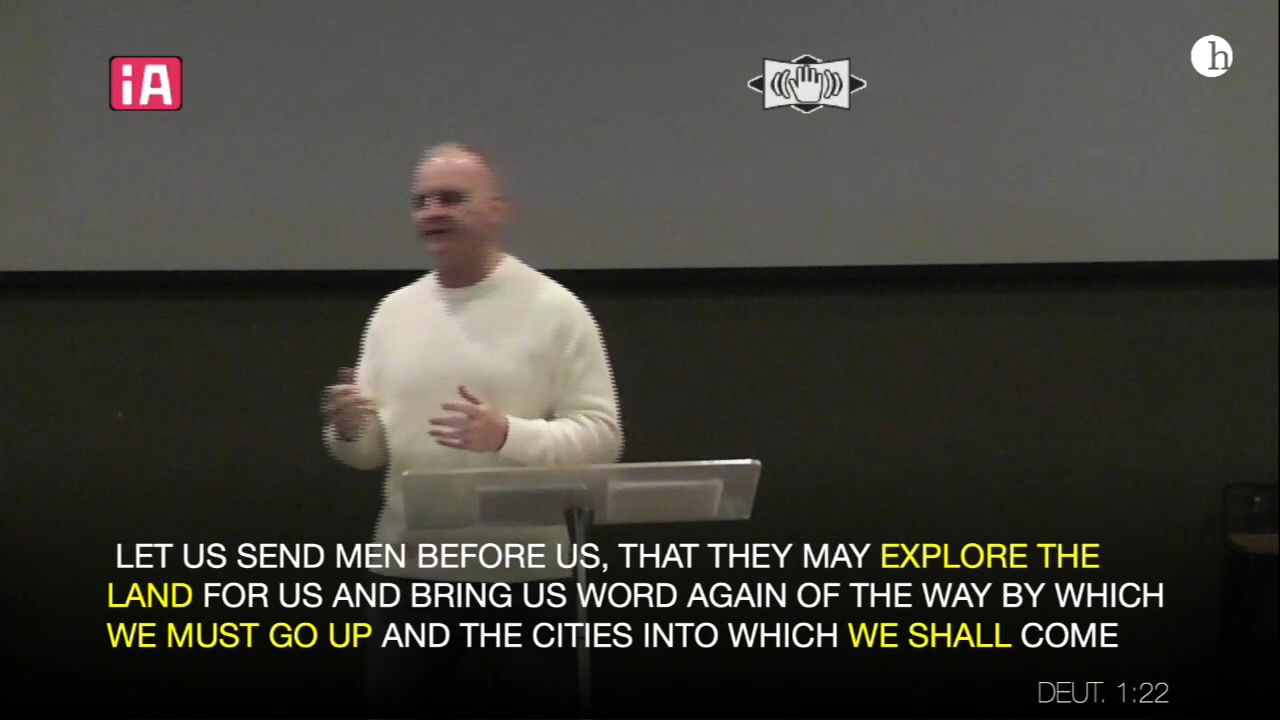 iA
h
LET US SEND MEN BEFORE US, THAT THEY MAY EXPLORE THE
LAND FOR US AND BRING US WORD AGAIN OF THE WAY BY WHICH
WE MUST GO UP AND THE CITIES INTO WHICH WE SHALL COME
DEUT. 1:22